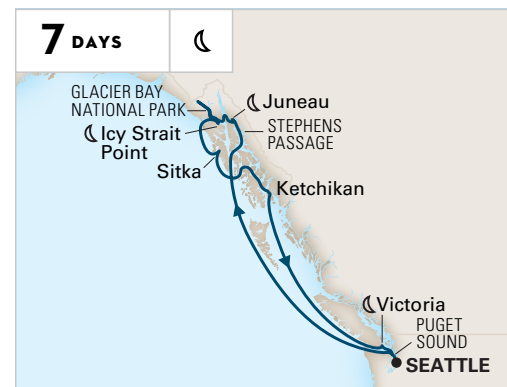 7 DAYS
GLACIER BAY
NATIONAL PARK
Juneau
Icy Strait
Point
STEPHENS
PASSAGE
Sitka
Ketchikan
Victoria
PUGET
SOUND
SEATTLE